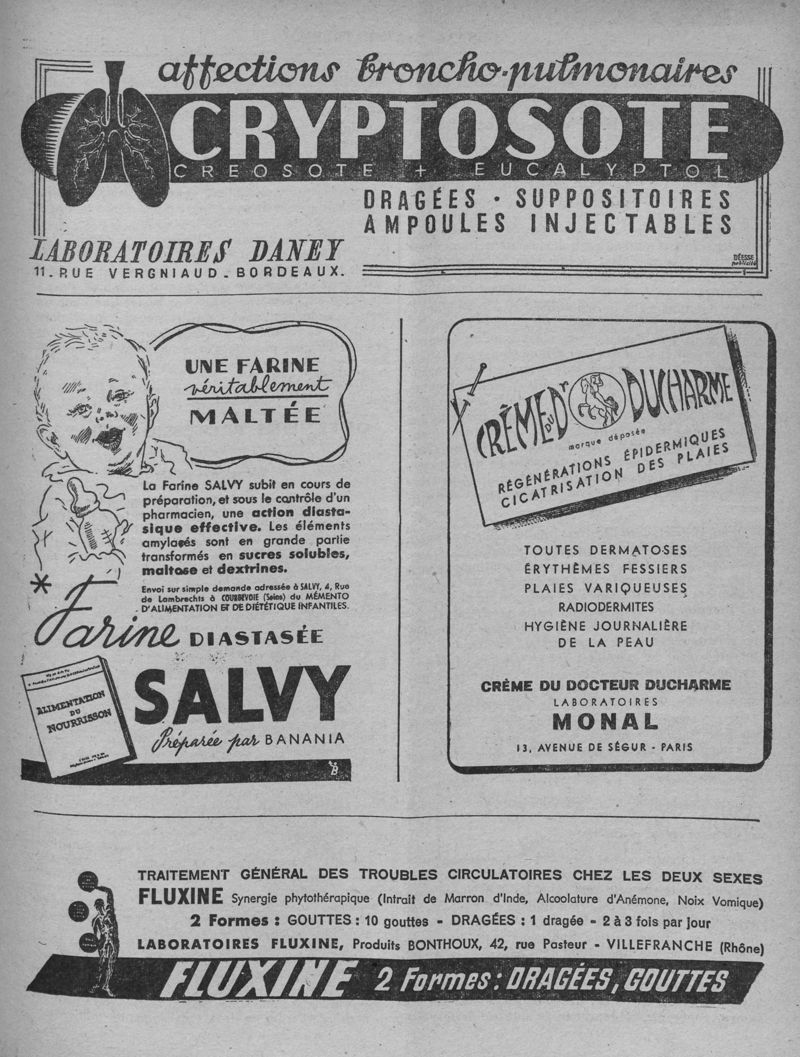 affections broncho-pulmonaires
CRYPTOSOTE
CREOSOTE + EUCALYPTOL
DRAGÉES · SUPPOSITOIRES
AMPOULES INJECTABLES
LABORATOIRES DANEY
11. RUE VERGNIAUD. BORDEAUX.
DÉESSE
publicité
UNE FARINE
véritablement
MALTÉE
La Farine SALVY subit en cours de
préparation, et sous le contrôle d'un
pharmacien, une action diasta-
sique effective. Les éléments
amylacés sont en grande partie
transformés en sucres solubles,
maltose et dextrines.
Envoi sur simple demande adressée à SALVY, 4, Rue
de Lambrechts à COURBEVOIE (Seine) du MÉMENTO
D'ALIMENTATION ET DE DIÉTÉTIQUE INFANTILES.
Farine DIASTASÉE
SALVY
Préparée par BANANIA
ALIMENTATION
DU
NOURRISSON
CRÈME DU Dr DUCHARME
marque déposée
RÉGÉNÉRATIONS ÉPIDERMIQUES
CICATRISATION DES PLAIES
TOUTES DERMATOSES
ÉRYTHÈMES FESSIERS
PLAIES VARIQUEUSES
RADIODERMITES
HYGIÈNE JOURNALIÈRE
DE LA PEAU
CRÈME DU DOCTEUR DUCHARME
LABORATOIRES
MONAL
13, AVENUE DE SÉGUR - PARIS
TRAITEMENT GÉNÉRAL DES TROUBLES CIRCULATOIRES CHEZ LES DEUX SEXES
FLUXINE Synergie phytothérapique (Intrait de Marron d'Inde, Alcoolature d'Anémone, Noix Vomique)
2 Formes : GOUTTES : 10 gouttes - DRAGÉES : 1 dragée - 2 à 3 fois par jour
LABORATOIRES FLUXINE, Produits BONTHOUX, 42, rue Pasteur - VILLEFRANCHE (Rhône)
FLUXINE 2 Formes : DRAGÉES, GOUTTES